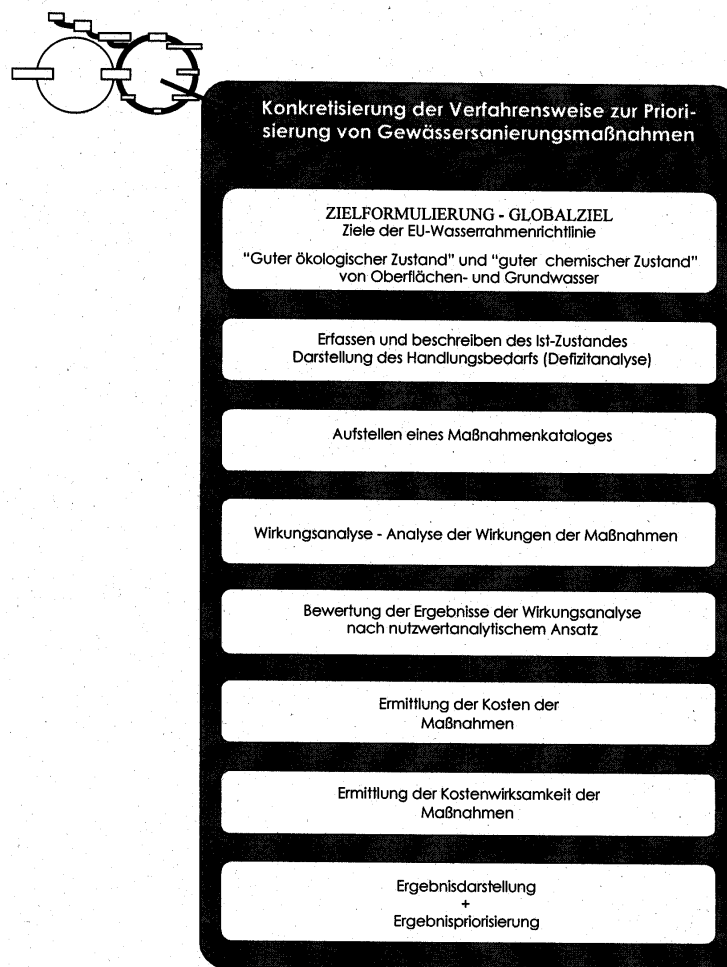 Konkretisierung der Verfahrensweise zur Priori-
sierung von Gewässersanierungsmaßnahmen
ZIELFORMULIERUNG - GLOBALZIEL
Ziele der EU-Wasserrahmenrichtlinie
"Guter ökologischer Zustand" und "guter chemischer Zustand"
von Oberflächen- und Grundwasser
Erfassen und beschreiben des Ist-Zustandes
Darstellung des Handlungsbedarfs (Defizitanalyse)
Aufstellen eines Maßnahmenkataloges
Wirkungsanalyse - Analyse der Wirkungen der Maßnahmen
Bewertung der Ergebnisse der Wirkungsanalyse
nach nutzwertanalytischem Ansatz
Ermittlung der Kosten der
Maßnahmen
Ermittlung der Kostenwirksamkeit der
Maßnahmen
Ergebnisdarstellung
+
Ergebnispriorisierung